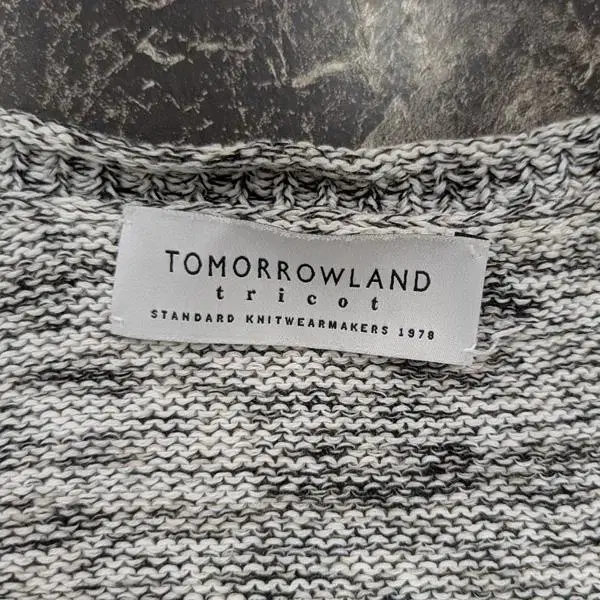 TOMORROWLAND
tricot
STANDARD KNITWEARMAKERS 1978